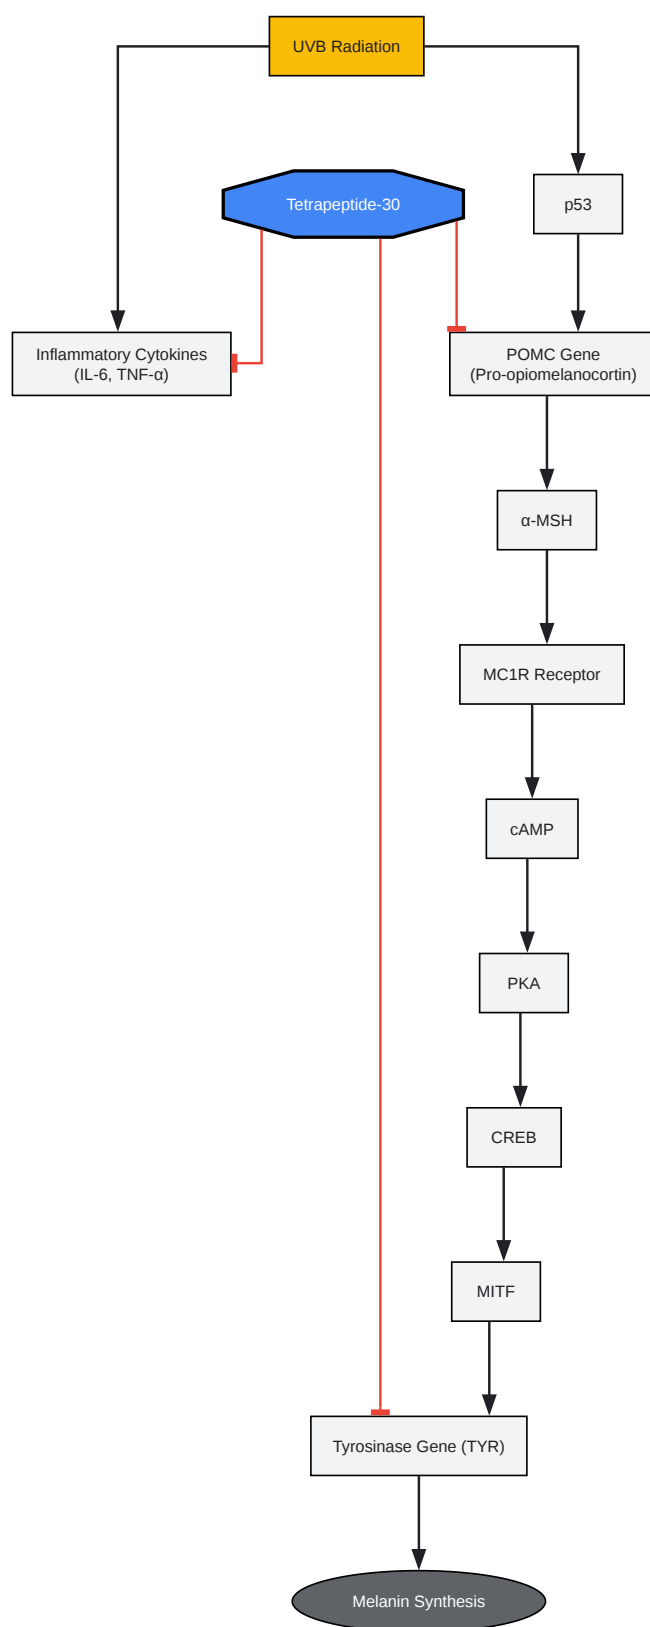 UVB Radiation
Tetrapeptide-30
p53
Inflammatory Cytokines
(IL-6, TNF-α)
POMC Gene
(Pro-opiomelanocortin)
α-MSH
MC1R Receptor
cAMP
PKA
CREB
MITF
Tyrosinase Gene (TYR)
Melanin Synthesis